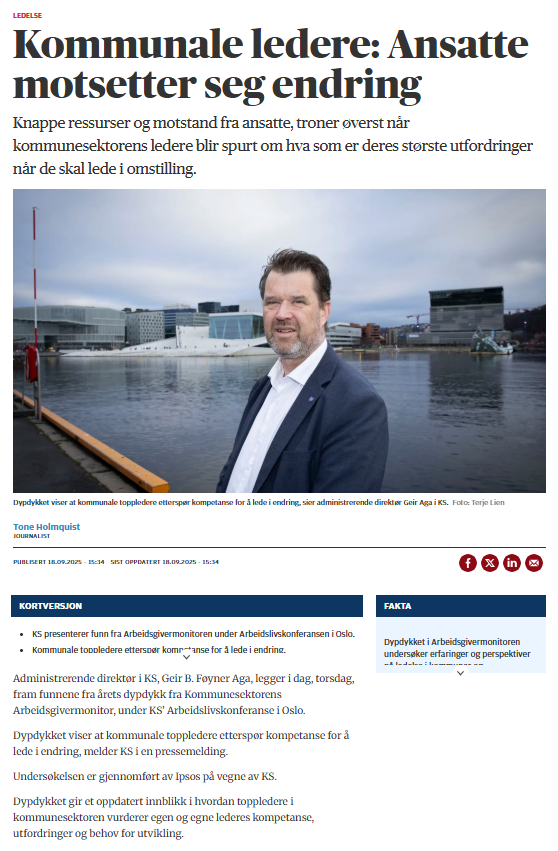 LEDELSE
Kommunale ledere: Ansatte
motsetter seg endring
Knappe ressurser og motstand fra ansatte, troner øverst når
kommunesektorens ledere blir spurt om hva som er deres største utfordringer
når de skal lede i omstilling.
Dypdykket viser at kommunale toppledere etterspør kompetanse for å lede i endring, sier administrerende direktør Geir Aga i KS. Foto: Terje Lien
Tone Holmquist
JOURNALIST
PUBLISERT 18.09.2025 - 15:34 SIST OPPDATERT 18.09.2025 - 15:34
KORTVERSJON
• KS presenterer funn fra Arbeidsgivermonitoren under Arbeidslivskonferansen i Oslo.
• Kommunale toppledere etterspør kompetanse for å lede i endring.
FAKTA
Dypdykket i Arbeidsgivermonitoren
undersøker erfaringer og perspektiver
på ledelse i kommuner og
Administrerende direktør i KS, Geir B. Føyner Aga, legger i dag, torsdag,
fram funnene fra årets dypdykk fra Kommunesektorens
Arbeidsgivermonitor, under KS’ Arbeidslivskonferanse i Oslo.
Dypdykket viser at kommunale toppledere etterspør kompetanse for å
lede i endring, melder KS i en pressemelding.
Undersøkelsen er gjennomført av Ipsos på vegne av KS.
Dypdykket gir et oppdatert innblikk i hvordan toppledere i
kommunesektoren vurderer egen og egne lederes kompetanse,
utfordringer og behov for utvikling.